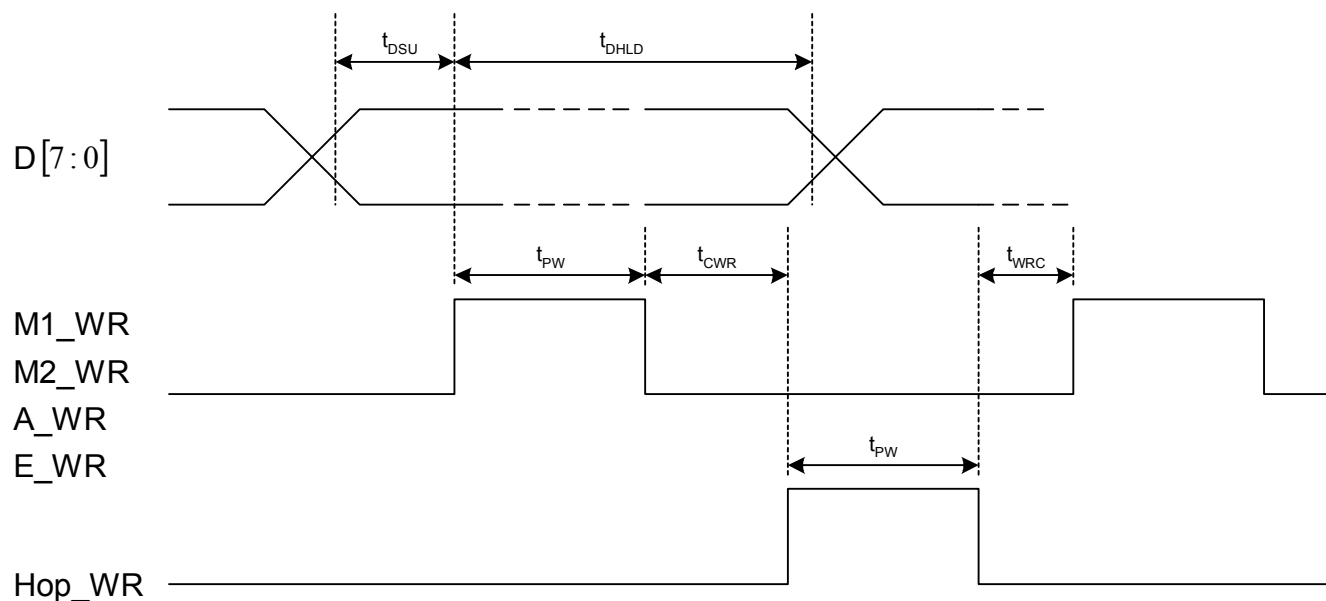 tDSU tDHLD
D[7:0]
tPW tCWR tWRC
M1_WR
M2_WR
A_WR
E_WR
tPW
Hop_WR